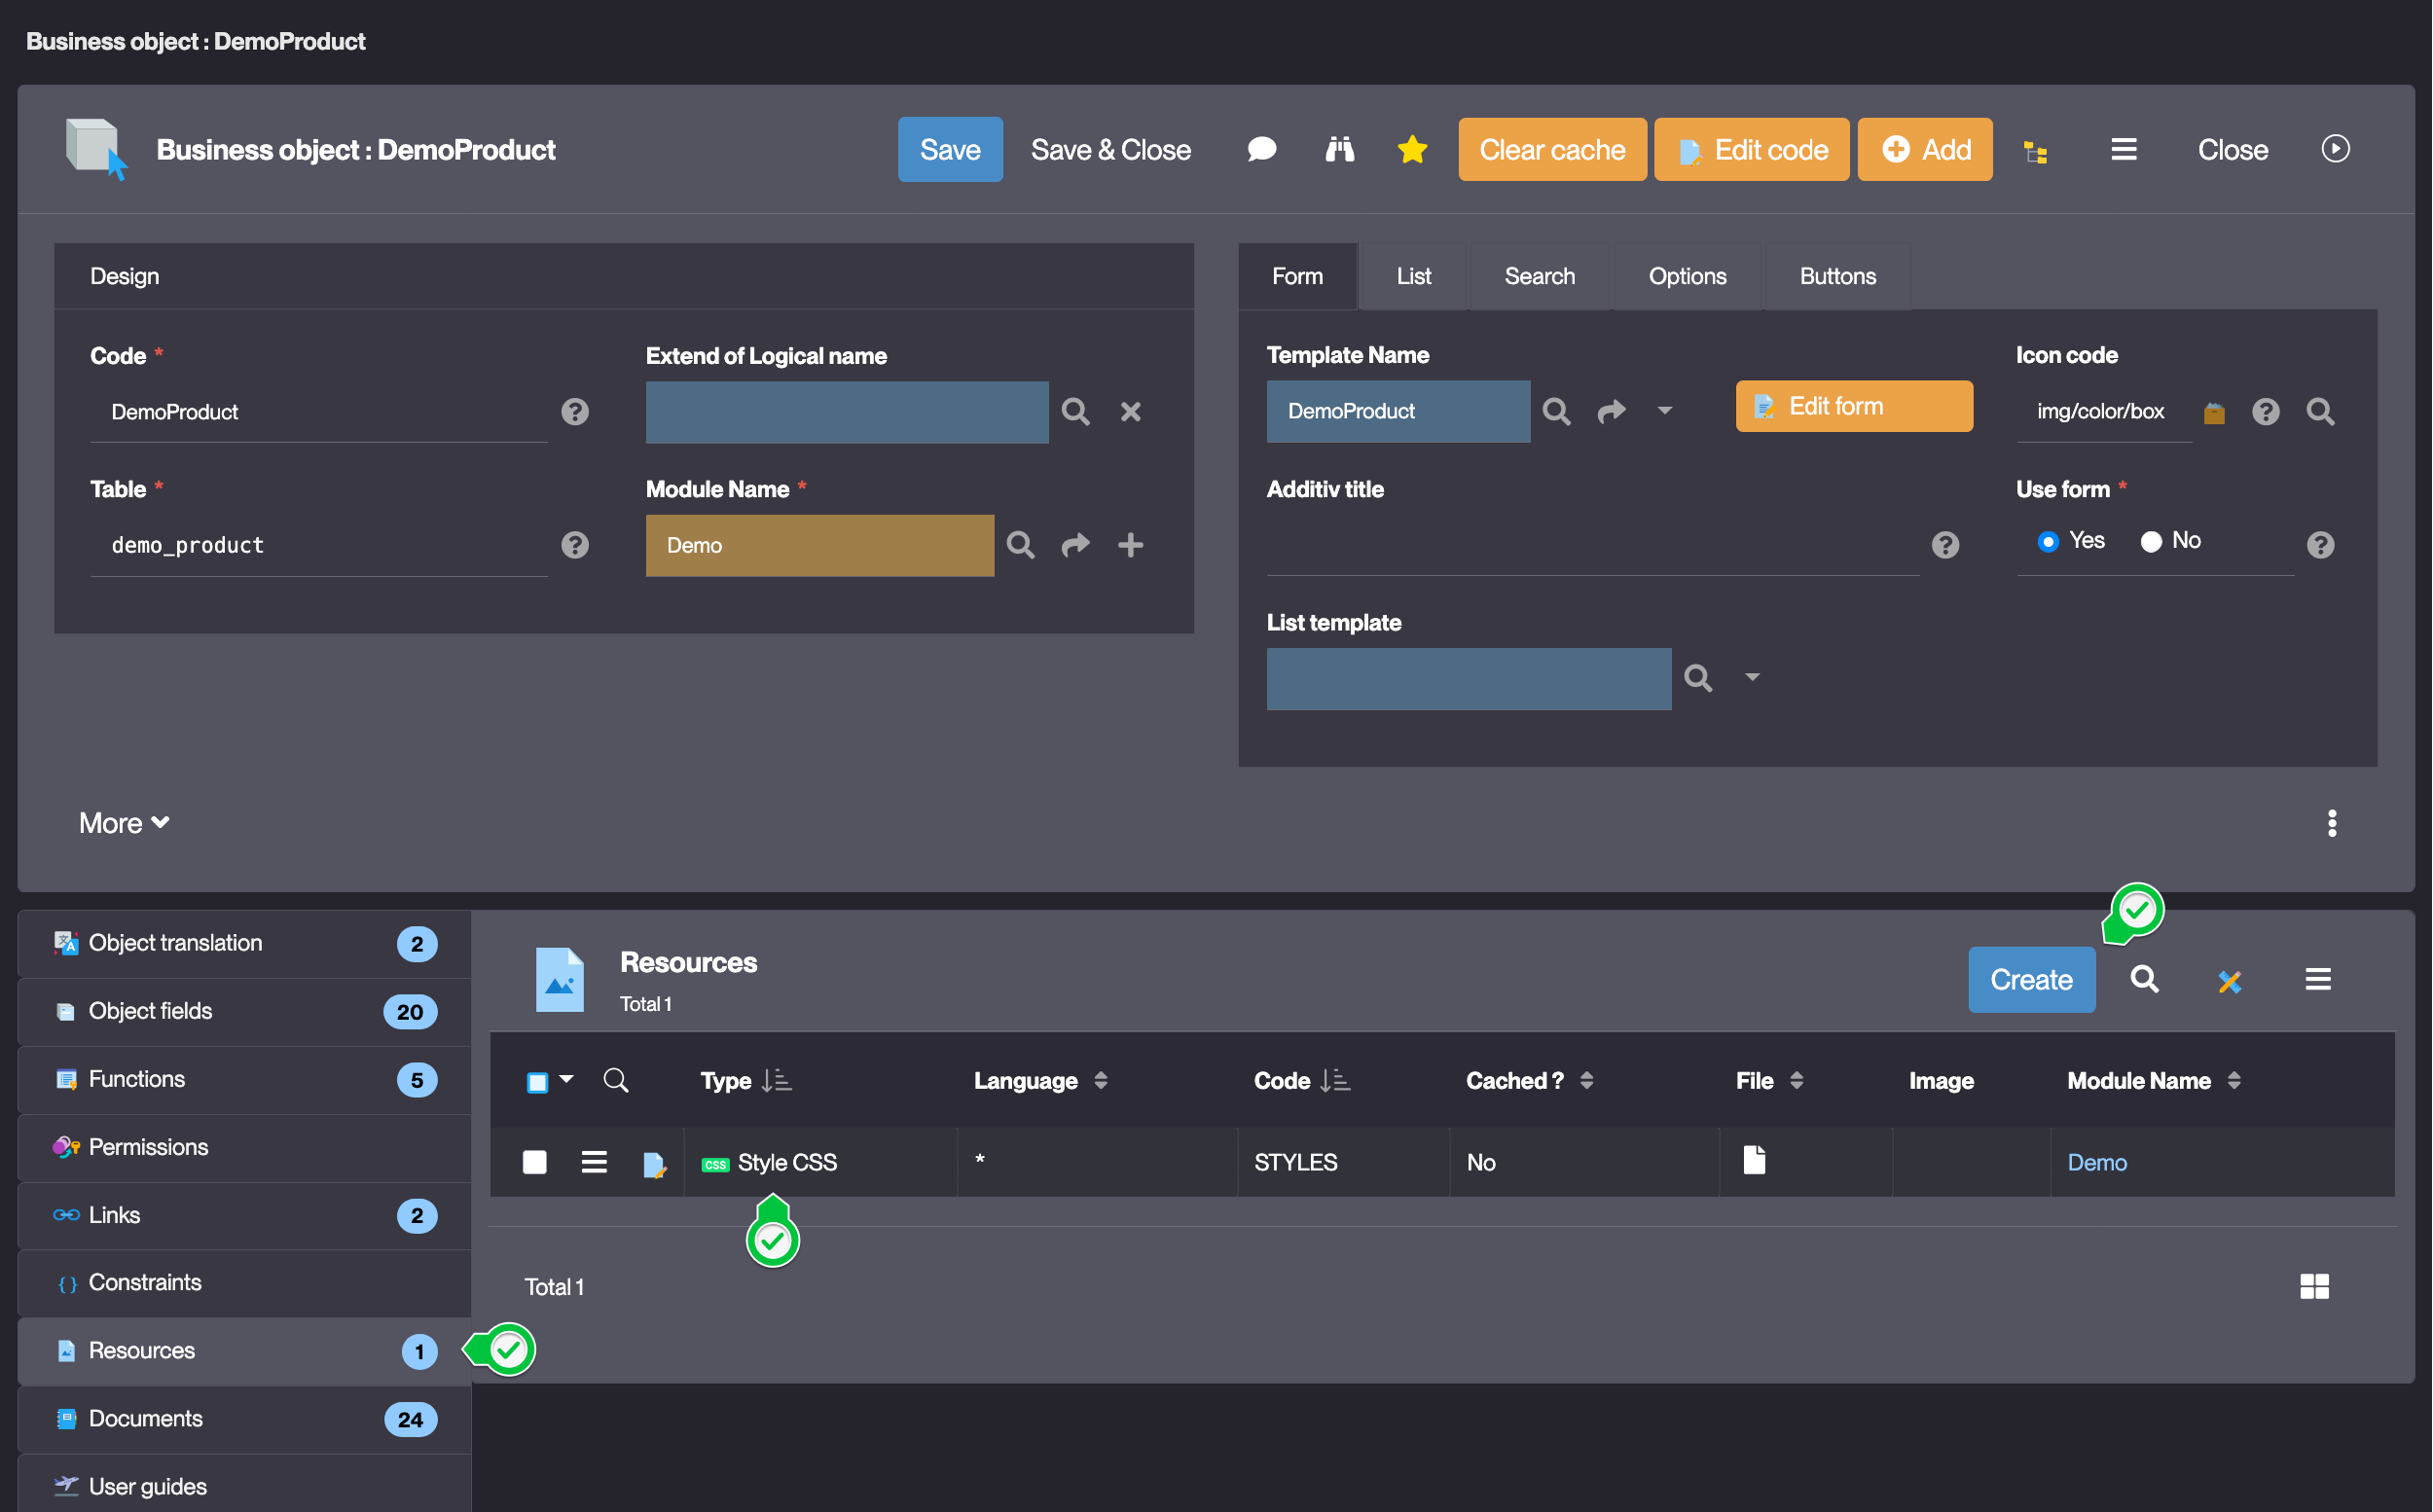 Business object : DemoProduct
Business object : DemoProduct
Save
Save & Close
Clear cache
Edit code
Add
Close
Design
Code *
DemoProduct
Extend of Logical name
Table *
demo_product
Module Name *
Demo
Form
List
Search
Options
Buttons
Template Name
DemoProduct
Edit form
Icon code
img/color/box
Additiv title
Use form *
Yes
No
List template
More
Object translation 2
Object fields 20
Functions 5
Permissions
Links 2
Constraints
Resources 1
Documents 24
User guides
Resources
Total 1
Create
Type Language Code Cached ? File Image Module Name
CSS Style CSS * STYLES No Demo
Total 1